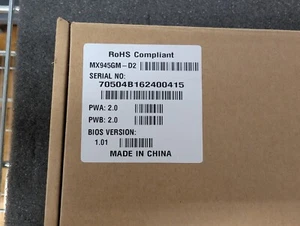 RoHS Compliant
MX945GM-D2
SERIAL NO:
70504B162400415
PWA: 2.0
PWB: 2.0
BIOS VERSION:
1.01
MADE IN CHINA